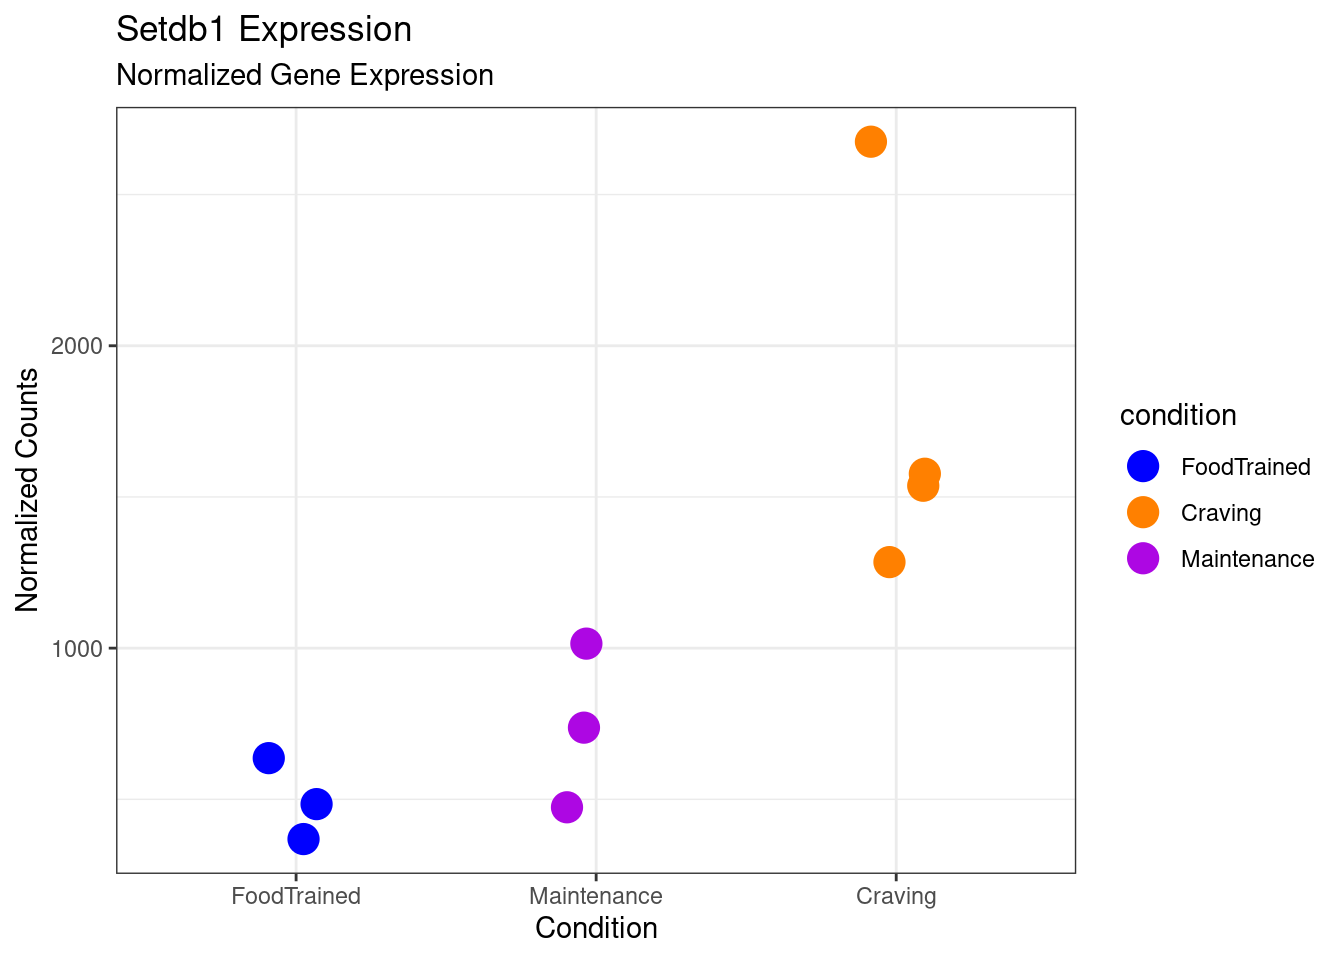 Setdb1 Expression
Normalized Gene Expression
Normalized Counts
2000
1000
FoodTrained
Maintenance
Craving
Condition
condition
FoodTrained
Craving
Maintenance